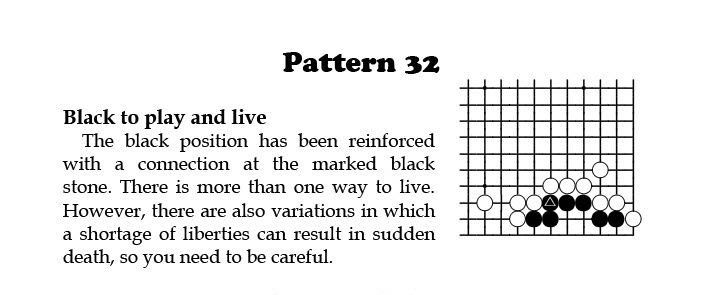 Pattern 32
Black to play and live
The black position has been reinforced
with a connection at the marked black
stone. There is more than one way to live.
However, there are also variations in which
a shortage of liberties can result in sudden
death, so you need to be careful.